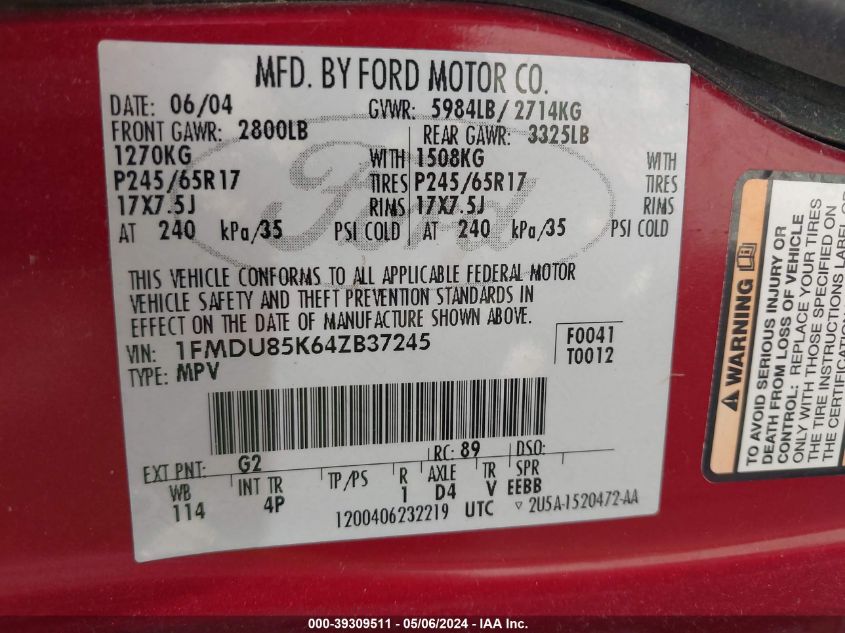 MFD. BY FORD MOTOR CO.
DATE: 06/04 GVWR: 5984LB/ 2714KG
FRONT GAWR: 2800LB REAR GAWR: 3325LB
1270KG WITH 1508KG WITH
P245/65R17 TIRES P245/65R17 TIRES
17X7.5J RIMS 17X7.5J RIMS
AT 240 kPa/35 PSI COLD AT 240 kPa/35 PSI COLD
Ford
THIS VEHICLE CONFORMS TO ALL APPLICABLE FEDERAL MOTOR
VEHICLE SAFETY AND THEFT PREVENTION STANDARDS IN
EFFECT ON THE DATE OF MANUFACTURE SHOWN ABOVE.
VIN: 1FMDU85K64ZB37245 F0041
TYPE: MPV T0012
EXT PNT: G2 RC: 89 DSO:
WB INT TR TP/PS R AXLE TR SPR
114 4P 1 D4 V EEBB
1200406232219 UTC ▽ 2U5A-1520472-AA
WARNING
TO AVOID SERIOUS INJURY OR
DEATH FROM LOSS OF VEHICLE
CONTROL: REPLACE YOUR TIRES
ONLY WITH THOSE SPECIFIED ON
THE TIRE INSTRUCTIONS LABEL OR
THE CERTIFICATION
000-39309511 - 05/06/2024 - IAA Inc.